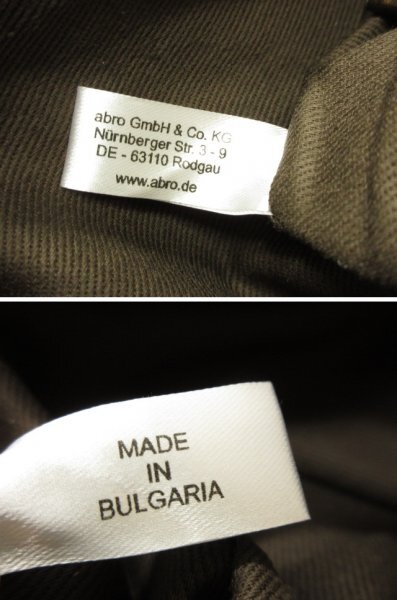 abro GmbH & Co. KG
Nürnberger Str. 3 - 9
DE - 63110 Rodgau
www.abro.de
MADE
IN
BULGARIA